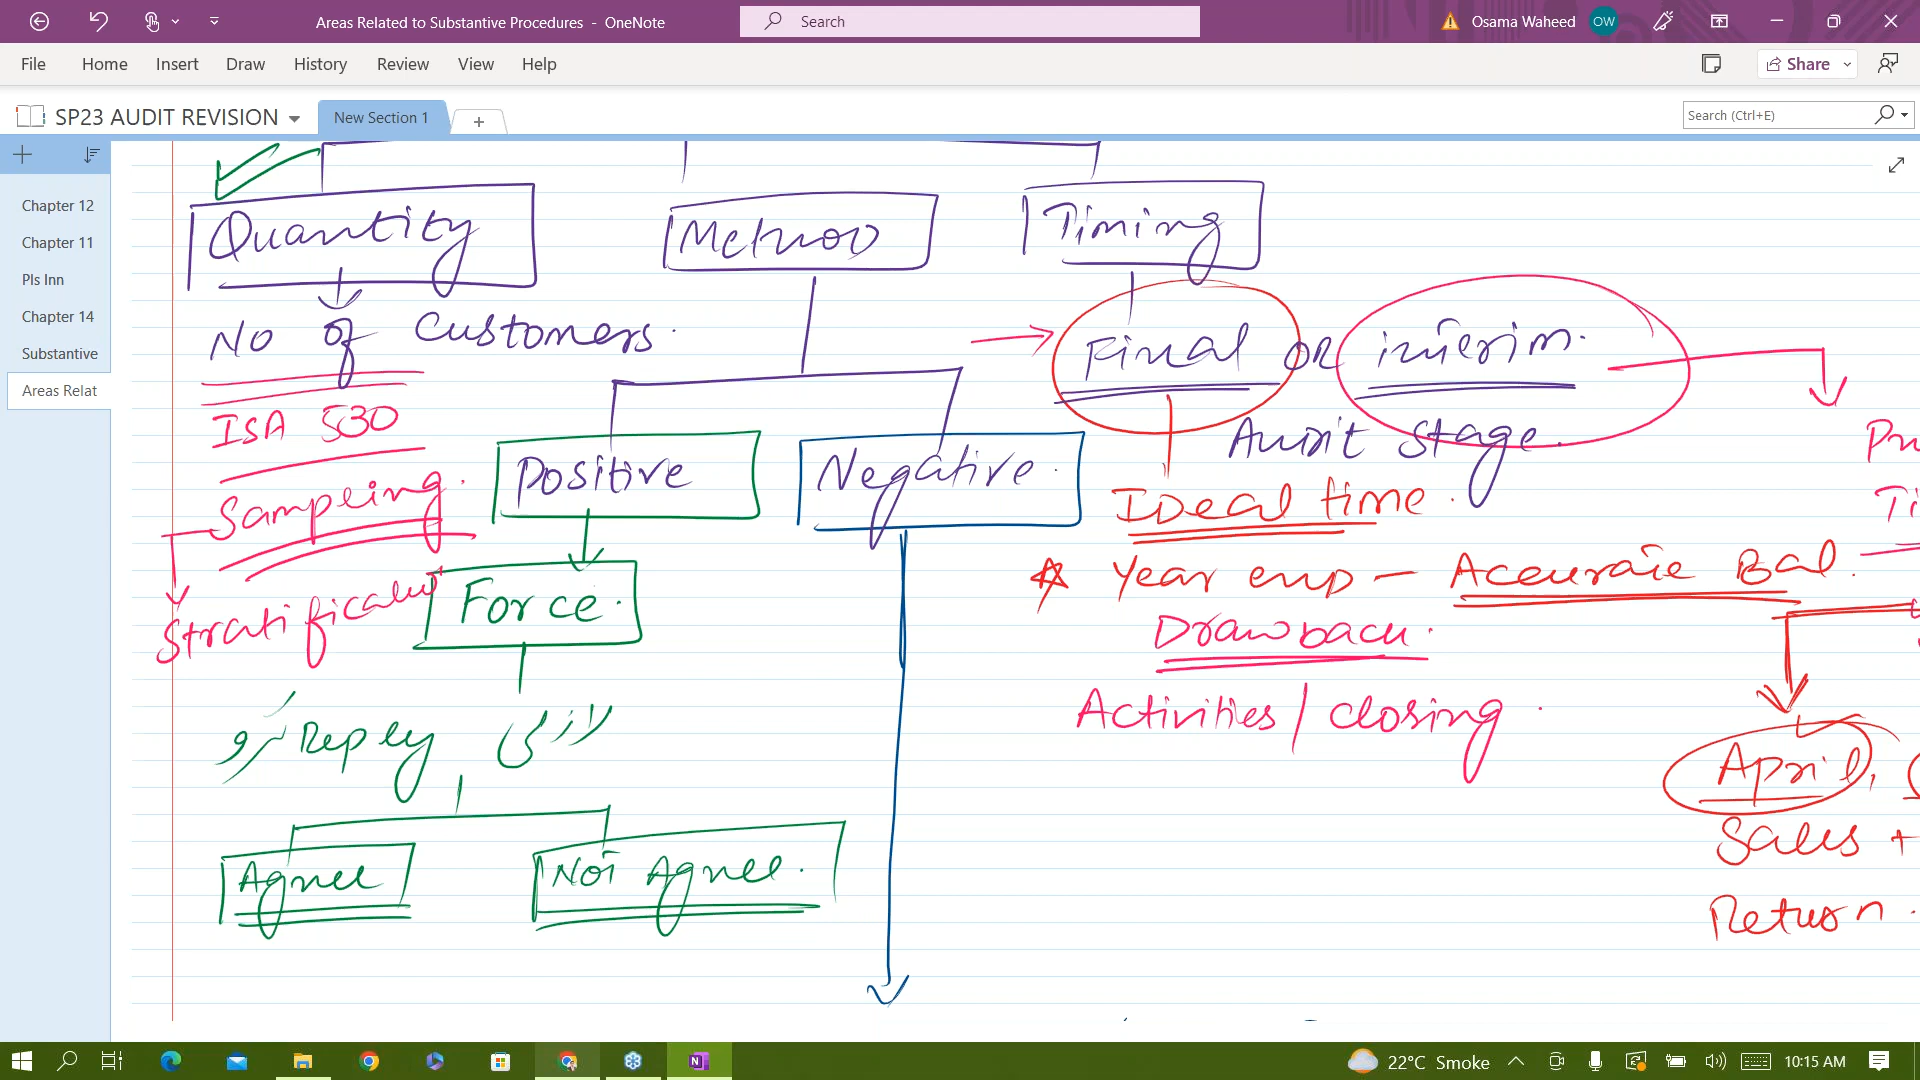 Areas Related to Substantive Procedures - OneNote
Search
Osama Waheed
OW
File Home Insert Draw History Review View Help
Share
SP23 AUDIT REVISION
New Section 1
+
Search (Ctrl+E)
Chapter 12
Chapter 11
Pls Inn
Chapter 14
Substantive
Areas Relat
Quantity
Method
Timing
No of Customers.
Final OR interim.
Audit Stage.
ISA 530
Sampling.
Stratification
Positive
Negative.
Force.
Reply
Agree
Not Agree.
Ideal time.
Year end - Accurate Bal.
Drawback.
Activities / closing.
April,
Sales +
Return.
22°C Smoke
10:15 AM